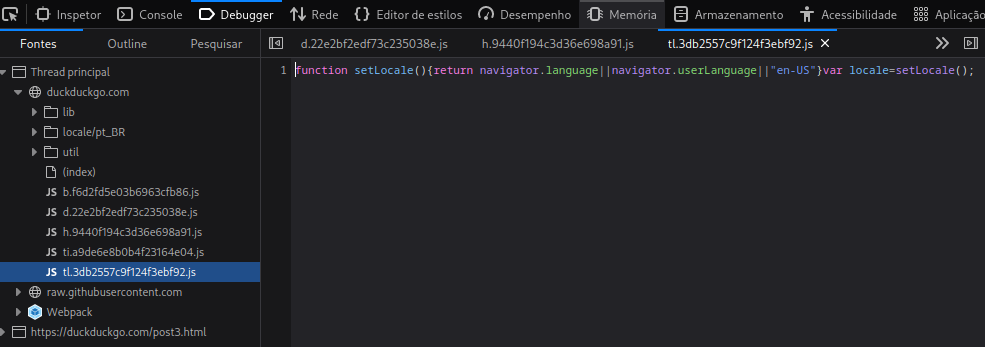 Inspetor Console Debugger Rede Editor de estilos Desempenho Memória Armazenamento Acessibilidade Aplicação
Fontes Outline Pesquisar d.22e2bf2edf73c235038e.js h.9440f194c3d36e698a91.js tl.3db2557c9f124f3ebf92.js
Thread principal
1 function setLocale(){return navigator.language||navigator.userLanguage||"en-US"}var locale=setLocale();
duckduckgo.com
lib
locale/pt_BR
util
(index)
JS b.f6d2fd5e03b6963cfb86.js
JS d.22e2bf2edf73c235038e.js
JS h.9440f194c3d36e698a91.js
JS ti.a9de6e8b0b4f23164e04.js
JS tl.3db2557c9f124f3ebf92.js
raw.githubusercontent.com
Webpack
https://duckduckgo.com/post3.html